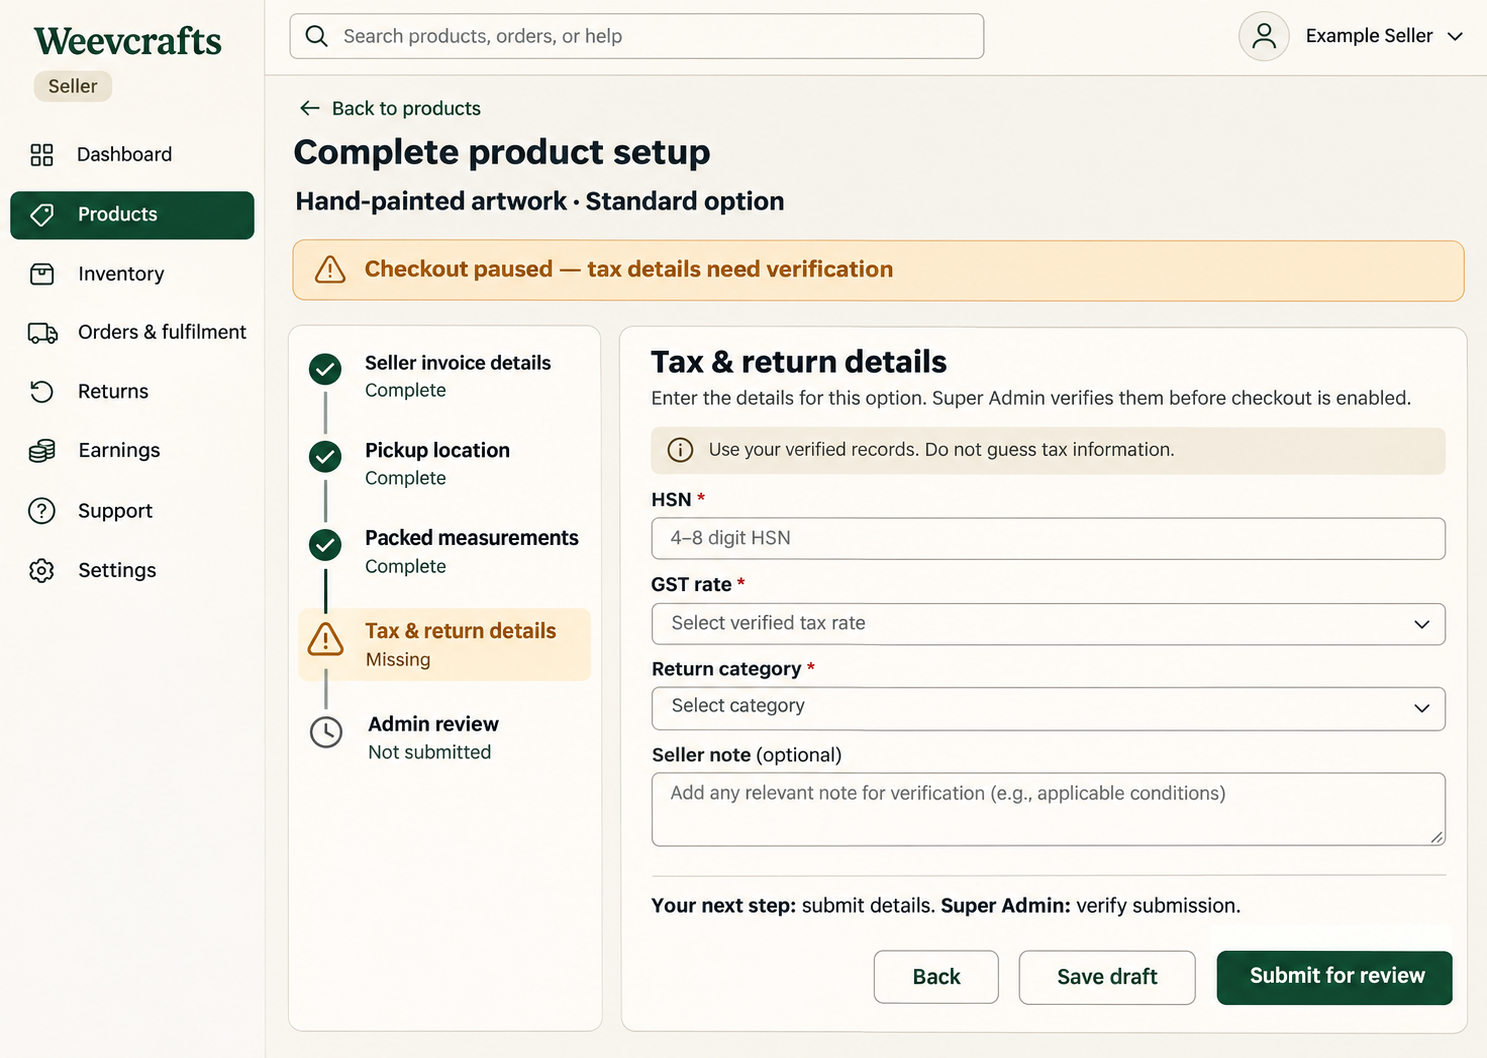 Weevcrafts
Seller
Dashboard
Products
Inventory
Orders & fulfilment
Returns
Earnings
Support
Settings
Search products, orders, or help
Example Seller
Back to products
Complete product setup
Hand-painted artwork · Standard option
Checkout paused — tax details need verification
Seller invoice details
Complete
Pickup location
Complete
Packed measurements
Complete
Tax & return details
Missing
Admin review
Not submitted
Tax & return details
Enter the details for this option. Super Admin verifies them before checkout is enabled.
Use your verified records. Do not guess tax information.
HSN *
4–8 digit HSN
GST rate *
Select verified tax rate
Return category *
Select category
Seller note (optional)
Add any relevant note for verification (e.g., applicable conditions)
Your next step: submit details. Super Admin: verify submission.
Back
Save draft
Submit for review